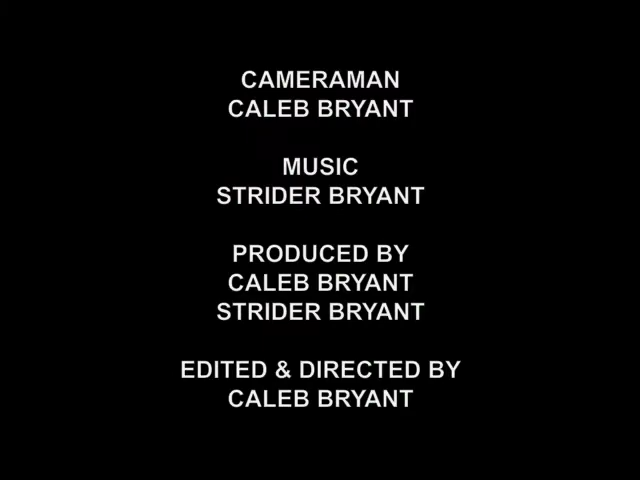 CAMERAMAN
CALEB BRYANT
MUSIC
STRIDER BRYANT
PRODUCED BY
CALEB BRYANT
STRIDER BRYANT
EDITED & DIRECTED BY
CALEB BRYANT